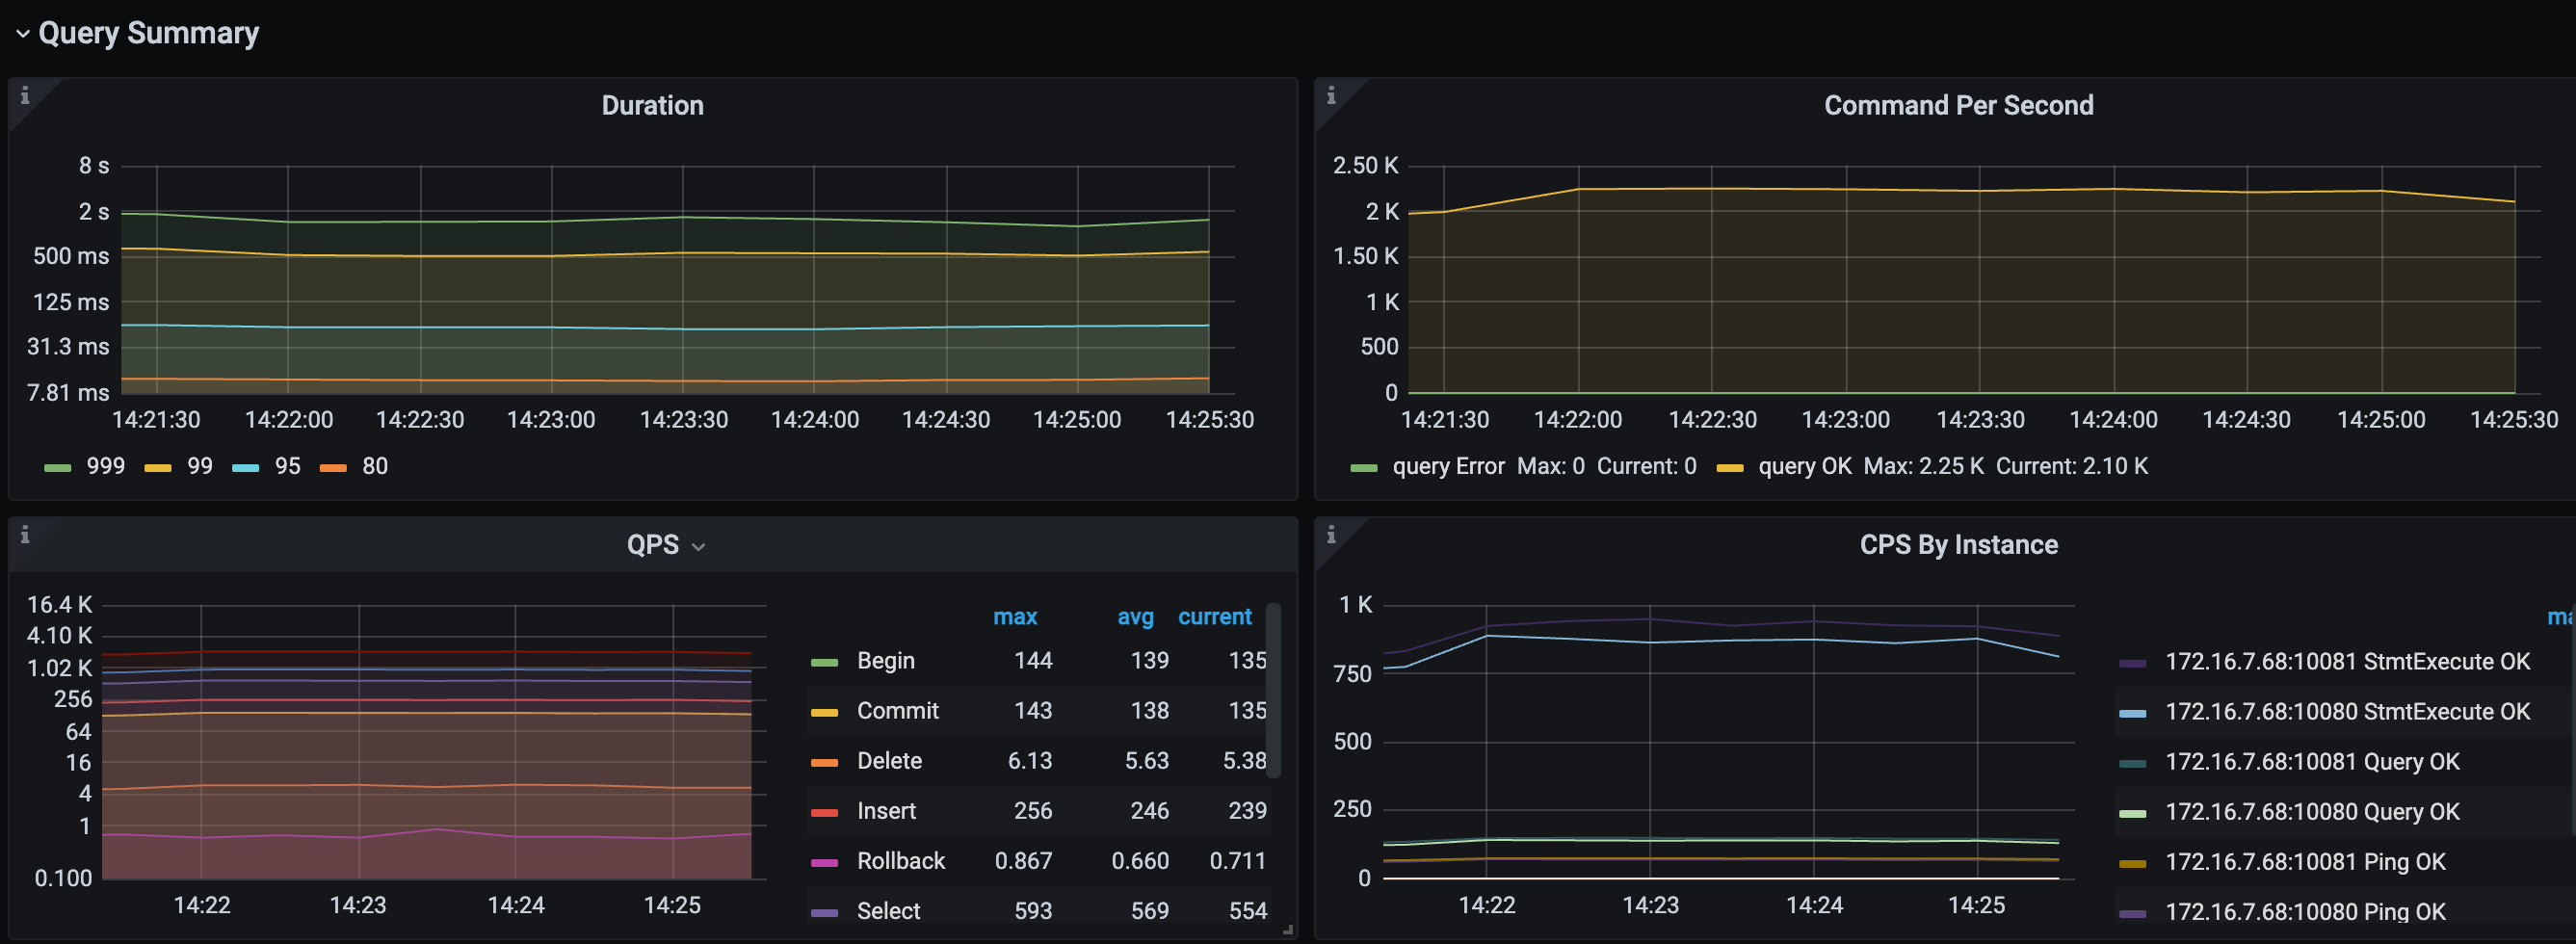 Query Summary
Duration
8 s
2 s
500 ms
125 ms
31.3 ms
7.81 ms
14:21:30 14:22:00 14:22:30 14:23:00 14:23:30 14:24:00 14:24:30 14:25:00 14:25:30
999 99 95 80
Command Per Second
2.50 K
2 K
1.50 K
1 K
500
0
14:21:30 14:22:00 14:22:30 14:23:00 14:23:30 14:24:00 14:24:30 14:25:00 14:25:30
query Error Max: 0 Current: 0 query OK Max: 2.25 K Current: 2.10 K
QPS
16.4 K
4.10 K
1.02 K
256
64
16
4
1
0.100
14:22 14:23 14:24 14:25
max avg current
Begin 144 139 135
Commit 143 138 135
Delete 6.13 5.63 5.38
Insert 256 246 239
Rollback 0.867 0.660 0.711
Select 593 569 554
CPS By Instance
1 K
750
500
250
0
14:22 14:23 14:24 14:25
172.16.7.68:10081 StmtExecute OK
172.16.7.68:10080 StmtExecute OK
172.16.7.68:10081 Query OK
172.16.7.68:10080 Query OK
172.16.7.68:10081 Ping OK
172.16.7.68:10080 Ping OK